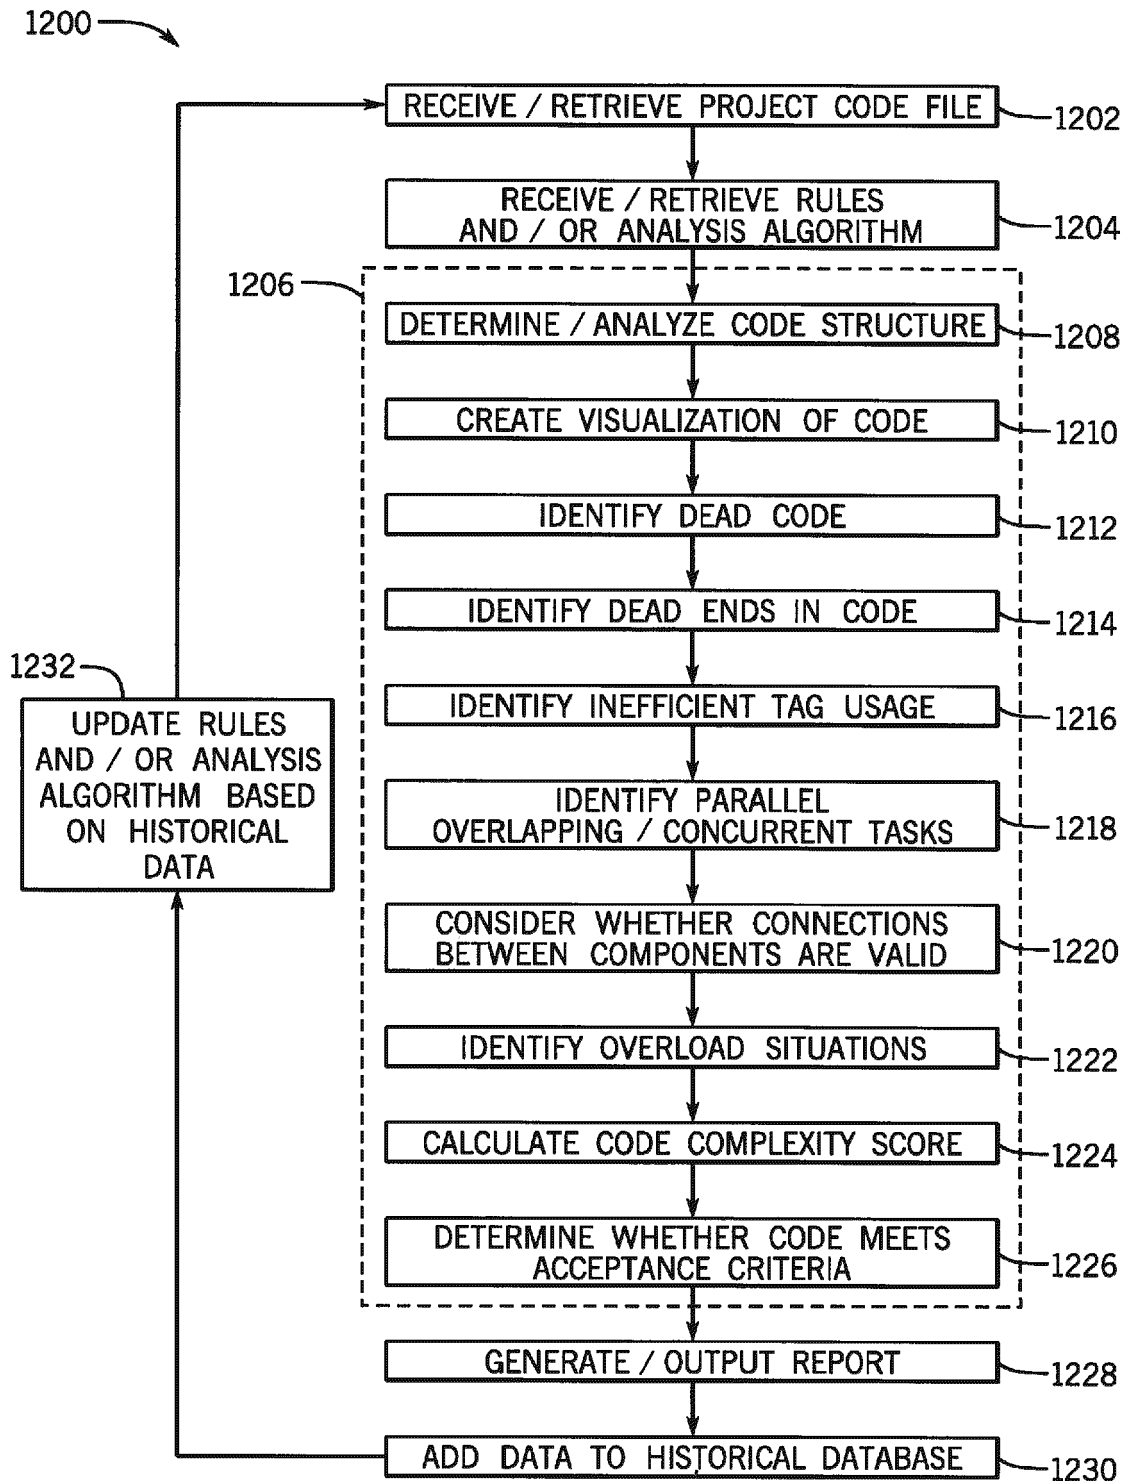 1200
RECEIVE / RETRIEVE PROJECT CODE FILE
1202
RECEIVE / RETRIEVE RULES
AND / OR ANALYSIS ALGORITHM
1204
1206
DETERMINE / ANALYZE CODE STRUCTURE
1208
CREATE VISUALIZATION OF CODE
1210
IDENTIFY DEAD CODE
1212
IDENTIFY DEAD ENDS IN CODE
1214
IDENTIFY INEFFICIENT TAG USAGE
1216
IDENTIFY PARALLEL
OVERLAPPING / CONCURRENT TASKS
1218
CONSIDER WHETHER CONNECTIONS
BETWEEN COMPONENTS ARE VALID
1220
IDENTIFY OVERLOAD SITUATIONS
1222
CALCULATE CODE COMPLEXITY SCORE
1224
DETERMINE WHETHER CODE MEETS
ACCEPTANCE CRITERIA
1226
GENERATE / OUTPUT REPORT
1228
ADD DATA TO HISTORICAL DATABASE
1230
1232
UPDATE RULES
AND / OR ANALYSIS
ALGORITHM BASED
ON HISTORICAL
DATA